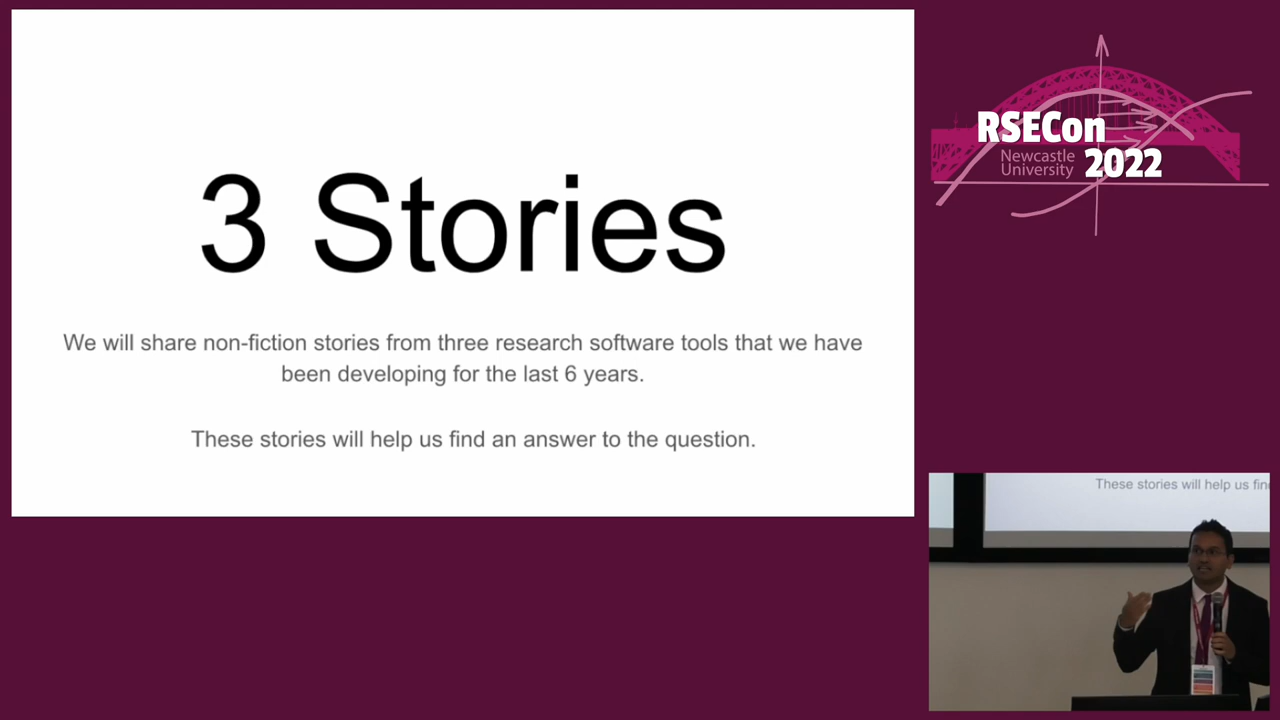 3 Stories
We will share non-fiction stories from three research software tools that we have
been developing for the last 6 years.
These stories will help us find an answer to the question.
RSECon
Newcastle
University
2022
These stories will help us fin